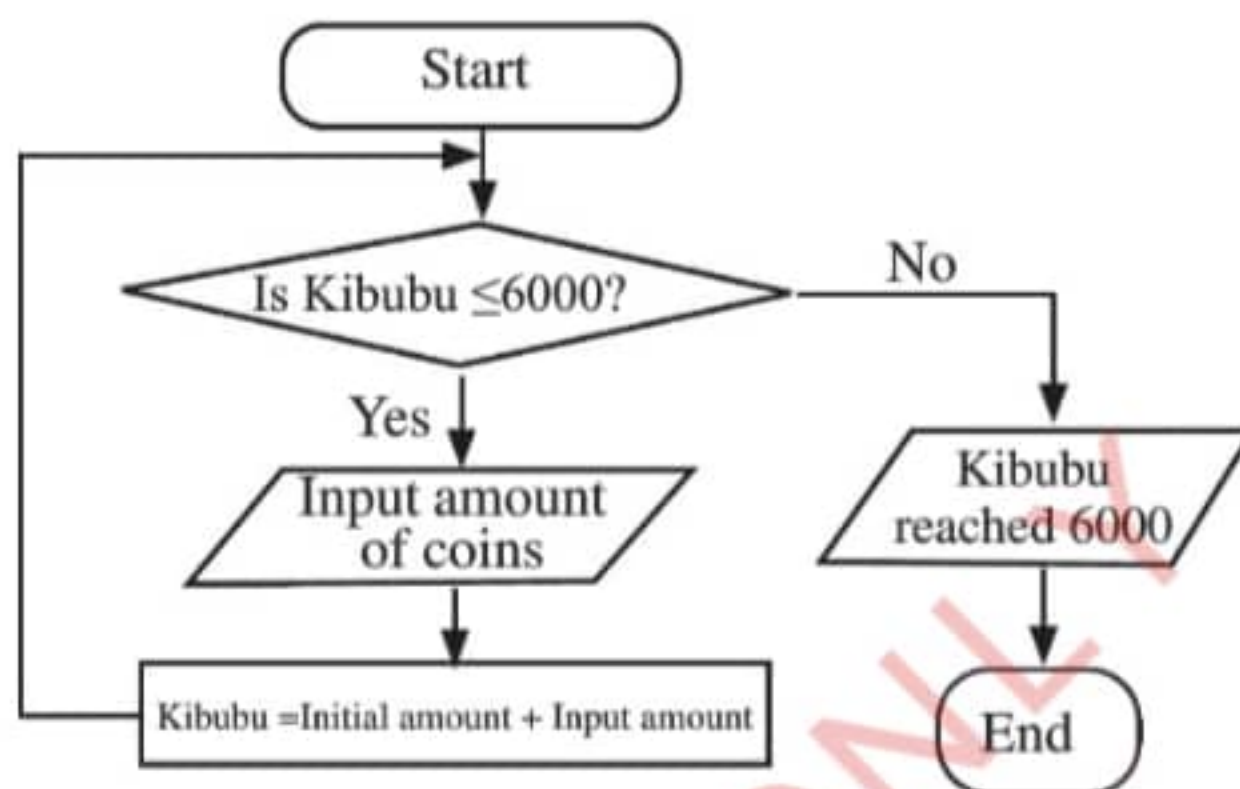 Start
Is Kibubu ≤6000?
No
Yes
Input amount
of coins
Kibubu
reached 6000
Kibubu =Initial amount + Input amount
End
NLY